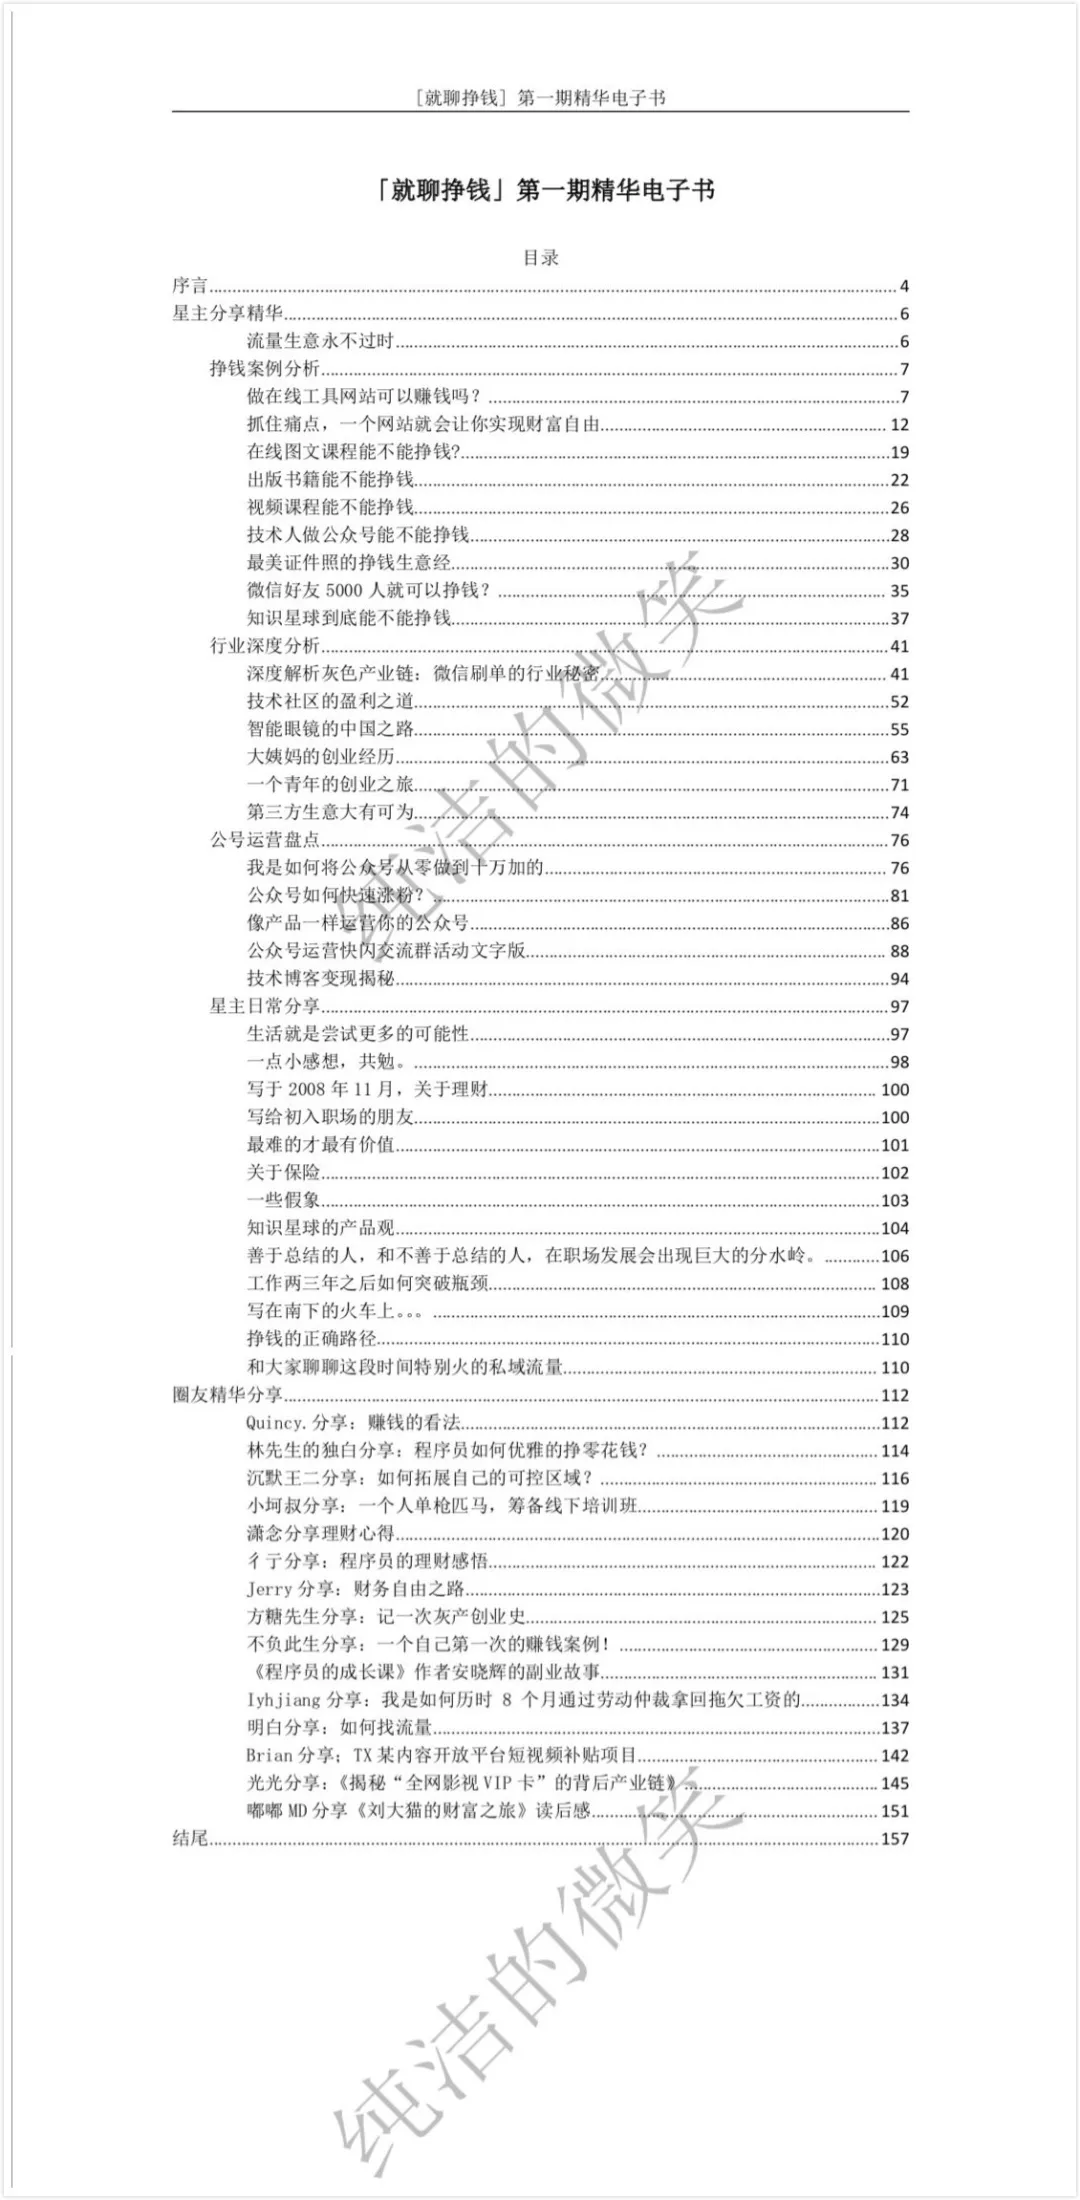 [就聊挣钱] 第一期精华电子书
「就聊挣钱」第一期精华电子书
目录
序言........4
星主分享精华........6
流量生意永不过时........6
挣钱案例分析........7
做在线工具网站可以赚钱吗？........7
抓住痛点，一个网站就会让你实现财富自由........12
在线图文课程能不能挣钱?........19
出版书籍能不能挣钱........22
视频课程能不能挣钱........26
技术人做公众号能不能挣钱........28
最美证件照的挣钱生意经........30
微信好友 5000 人就可以挣钱？........35
知识星球到底能不能挣钱........37
行业深度分析........41
深度解析灰色产业链：微信刷单的行业秘密........41
技术社区的盈利之道........52
智能眼镜的中国之路........55
大姨妈的创业经历........63
一个青年的创业之旅........71
第三方生意大有可为........74
公号运营盘点........76
我是如何将公众号从零做到十万加的........76
公众号如何快速涨粉？........81
像产品一样运营你的公众号........86
公众号运营快闪交流群活动文字版........88
技术博客变现揭秘........94
星主日常分享........97
生活就是尝试更多的可能性........97
一点小感想，共勉。........98
写于 2008 年 11 月，关于理财........100
写给初入职场的朋友........100
最难的才最有价值........101
关于保险........102
一些假象........103
知识星球的产品观........104
善于总结的人，和不善于总结的人，在职场发展会出现巨大的分水岭。........106
工作两三年之后如何突破瓶颈........108
写在南下的火车上。。。........109
挣钱的正确路径........110
和大家聊聊这段时间特别火的私域流量........110
圈友精华分享........112
Quincy.分享：赚钱的看法........112
林先生的独白分享：程序员如何优雅的挣零花钱？........114
沉默王二分享：如何拓展自己的可控区域？........116
小坷叔分享：一个人单枪匹马，筹备线下培训班........119
潇念分享理财心得........120
彳亍分享：程序员的理财感悟........122
Jerry 分享：财务自由之路........123
方糖先生分享：记一次灰产创业史........125
不负此生分享：一个自己第一次的赚钱案例！........129
《程序员的成长课》作者安晓辉的副业故事........131
Iyhjiang 分享：我是如何历时 8 个月通过劳动仲裁拿回拖欠工资的........134
明白分享：如何找流量........137
Brian 分享；TX 某内容开放平台短视频补贴项目........142
光光分享：《揭秘“全网影视 VIP 卡”的背后产业链》........145
嘟嘟 MD 分享《刘大猫的财富之旅》读后感........151
结尾........157
纯洁的微笑
纯洁的微笑